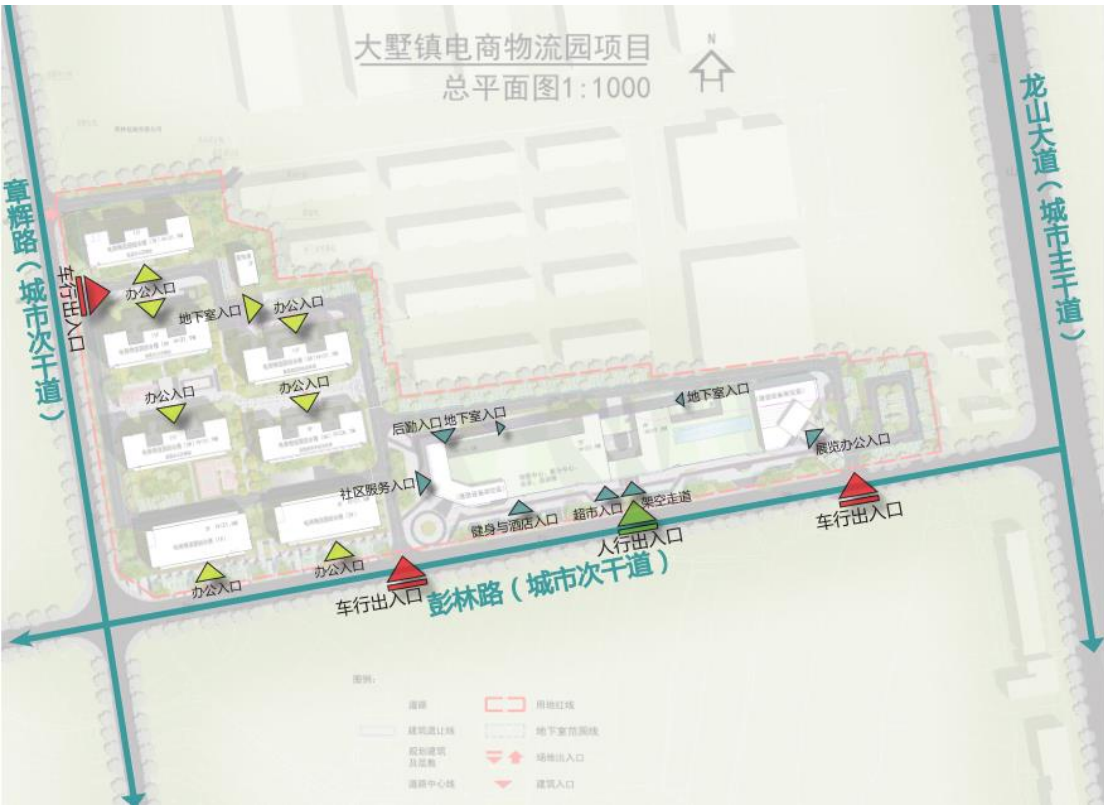 大墅镇电商物流园项目
总平面图1:1000
N
龙山大道(城市主干道)
章辉路(城市次干道)
车行出入口
办公入口
地下室入口
办公入口
办公入口
办公入口
地下室入口
后勤入口
地下室入口
展览办公入口
社区服务入口
健身与酒店入口
超市入口
架空走道
人行出入口
车行出入口
办公入口
办公入口
车行出入口
彭林路(城市次干道)
图例:
道路
用地红线
建筑退让线
地下室范围线
规划建筑
及层数
场地出入口
道路中心线
建筑入口